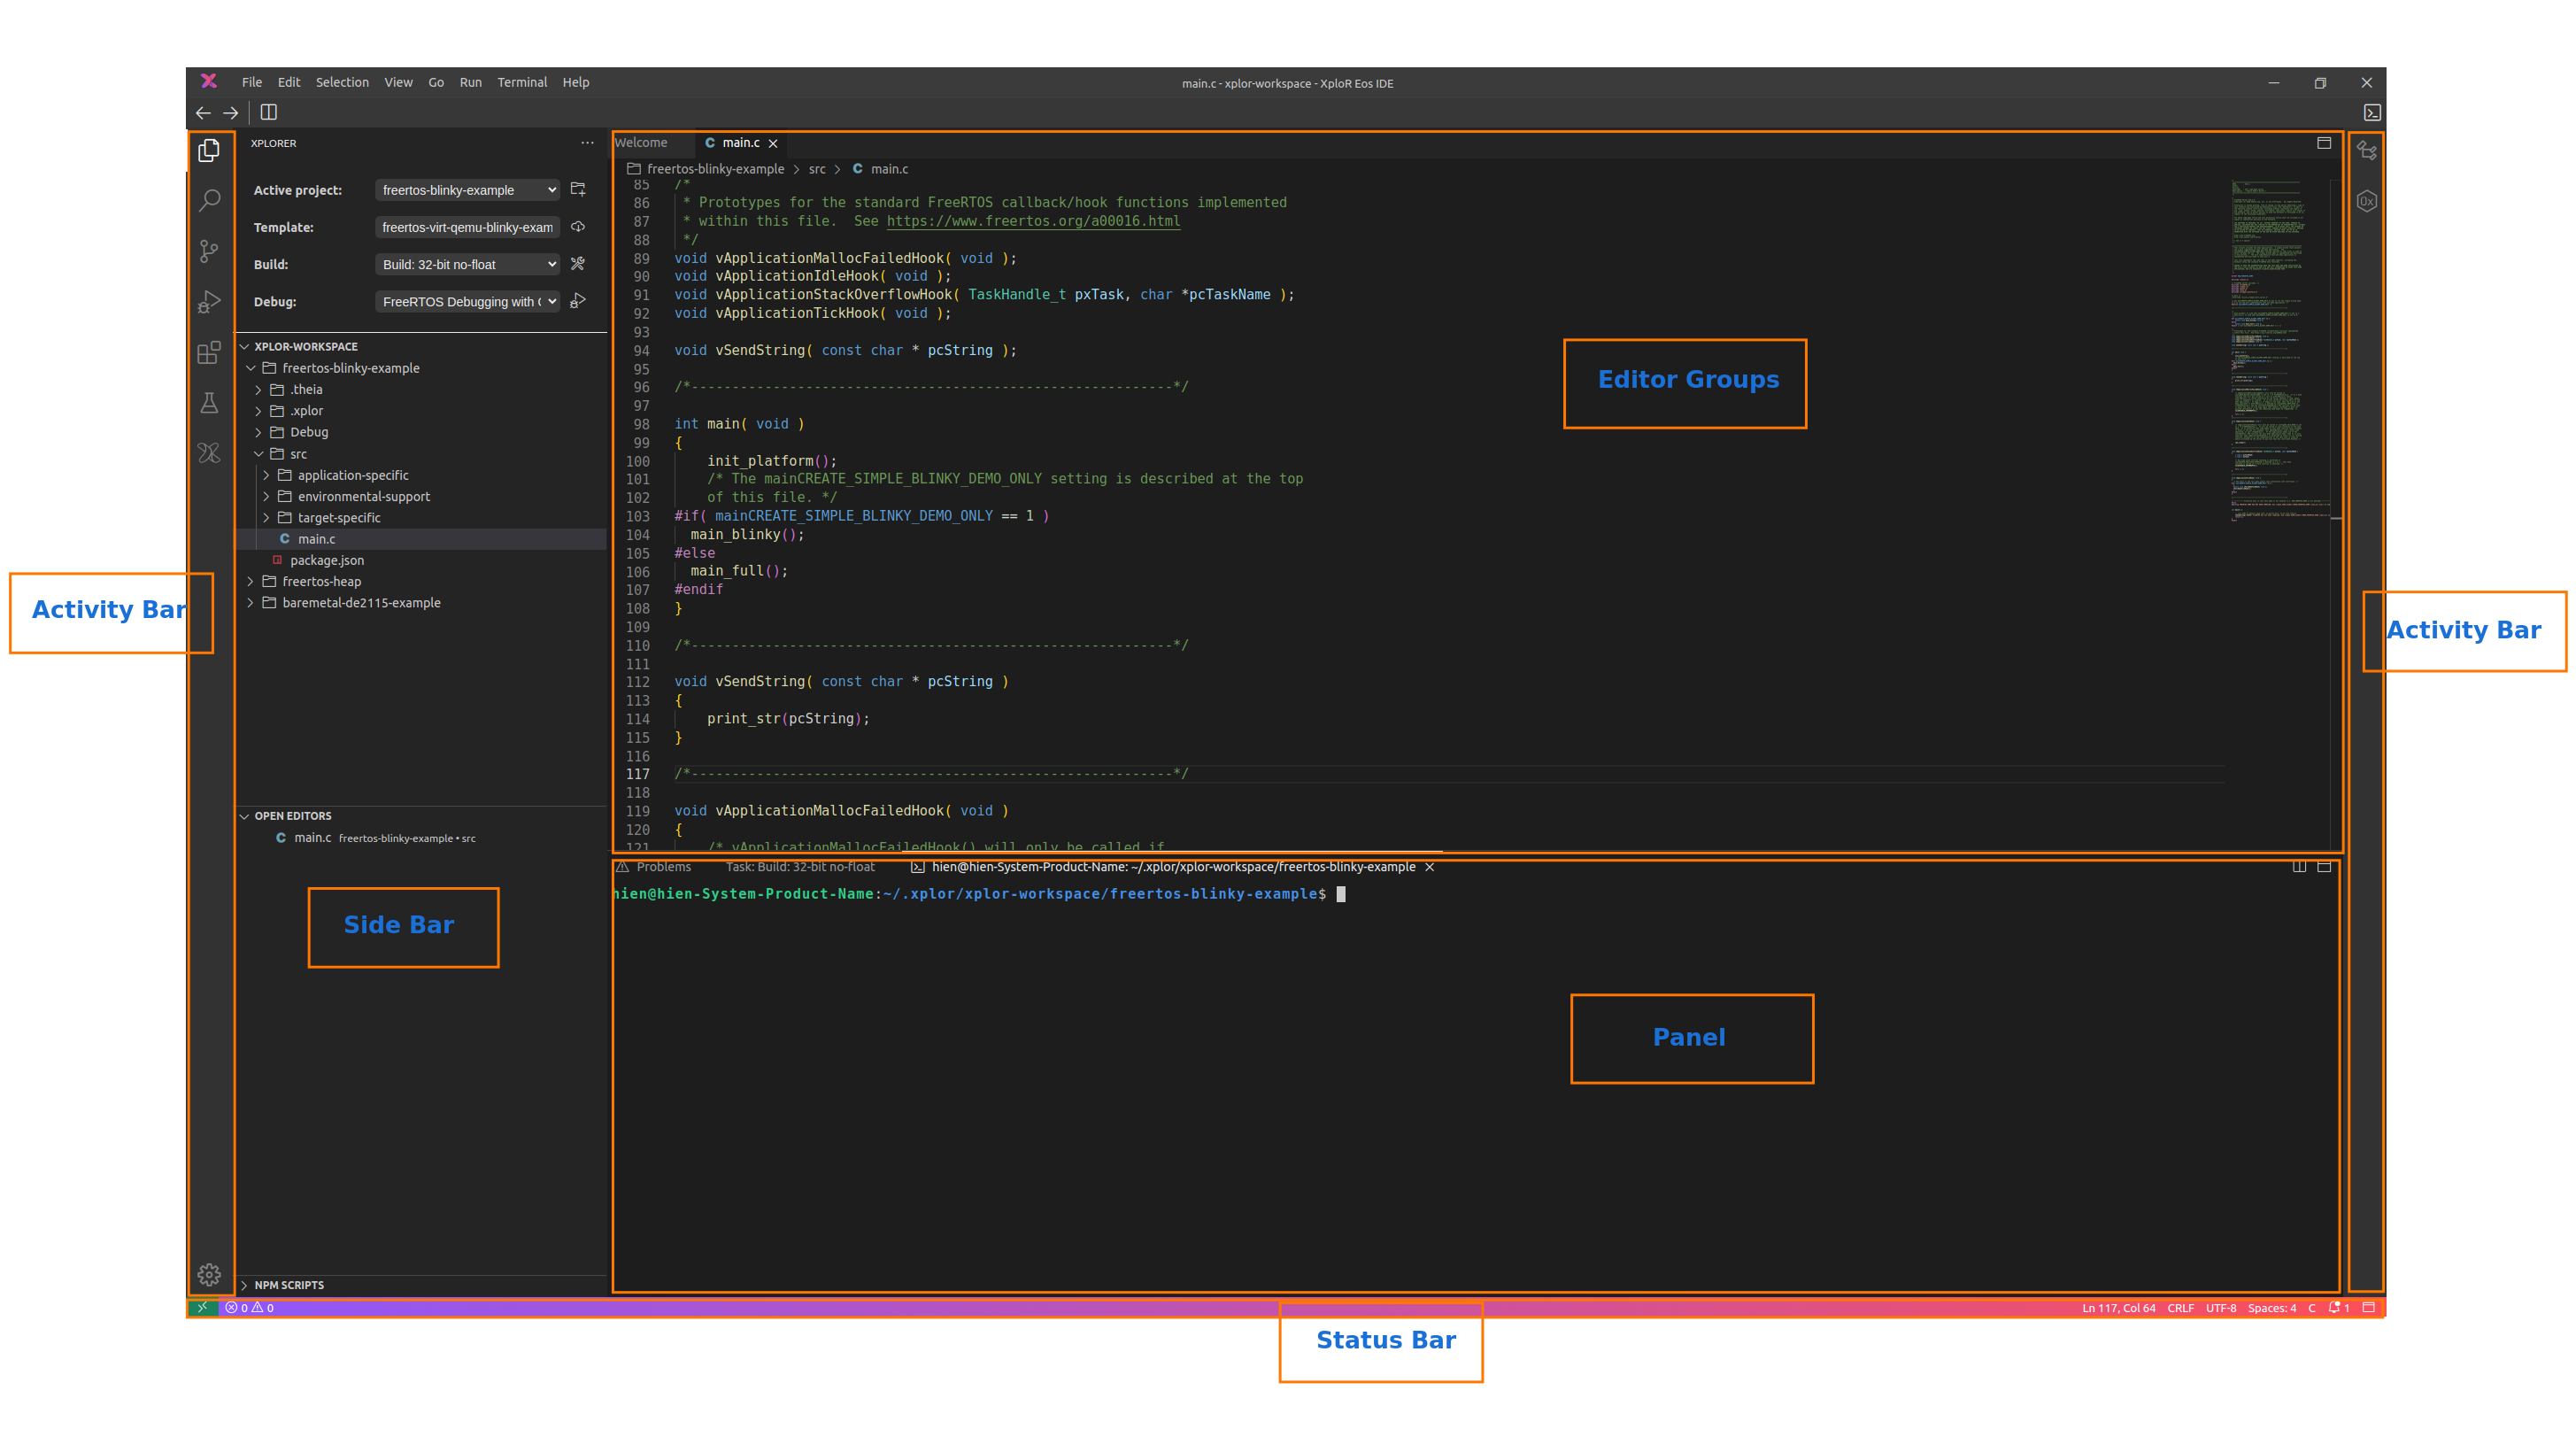 File Edit Selection View Go Run Terminal Help
main.c - xplor-workspace - XploR Eos IDE
XPLORER
Active project: freertos-blinky-example
Template: freertos-virt-qemu-blinky-exam
Build: Build: 32-bit no-float
Debug: FreeRTOS Debugging with
XPLOR-WORKSPACE
freertos-blinky-example
.theia
.xplor
Debug
src
application-specific
environmental-support
target-specific
main.c
package.json
freertos-heap
baremetal-de2115-example
OPEN EDITORS
main.c freertos-blinky-example • src
Side Bar
NPM SCRIPTS
Activity Bar
Welcome C main.c
freertos-blinky-example > src > C main.c
85 /*
86 * Prototypes for the standard FreeRTOS callback/hook functions implemented
87 * within this file.  See https://www.freertos.org/a00016.html
88 */
89 void vApplicationMallocFailedHook( void );
90 void vApplicationIdleHook( void );
91 void vApplicationStackOverflowHook( TaskHandle_t pxTask, char *pcTaskName );
92 void vApplicationTickHook( void );
93
94 void vSendString( const char * pcString );
95
96 /*-----------------------------------------------------------*/
97
98 int main( void )
99 {
100 init_platform();
101 /* The mainCREATE_SIMPLE_BLINKY_DEMO_ONLY setting is described at the top
102 of this file. */
103 #if( mainCREATE_SIMPLE_BLINKY_DEMO_ONLY == 1 )
104 main_blinky();
105 #else
106 main_full();
107 #endif
108 }
109
110 /*-----------------------------------------------------------*/
111
112 void vSendString( const char * pcString )
113 {
114 print_str(pcString);
115 }
116
117 /*-----------------------------------------------------------*/
118
119 void vApplicationMallocFailedHook( void )
120 {
121 /* vApplicationMallocFailedHook() will only be called if
Editor Groups
0x
Activity Bar
Problems Task: Build: 32-bit no-float hien@hien-System-Product-Name: ~/.xplor/xplor-workspace/freertos-blinky-example
hien@hien-System-Product-Name:~/.xplor/xplor-workspace/freertos-blinky-example$
Panel
0 0
Ln 117, Col 64 CRLF UTF-8 Spaces: 4 C 1
Status Bar